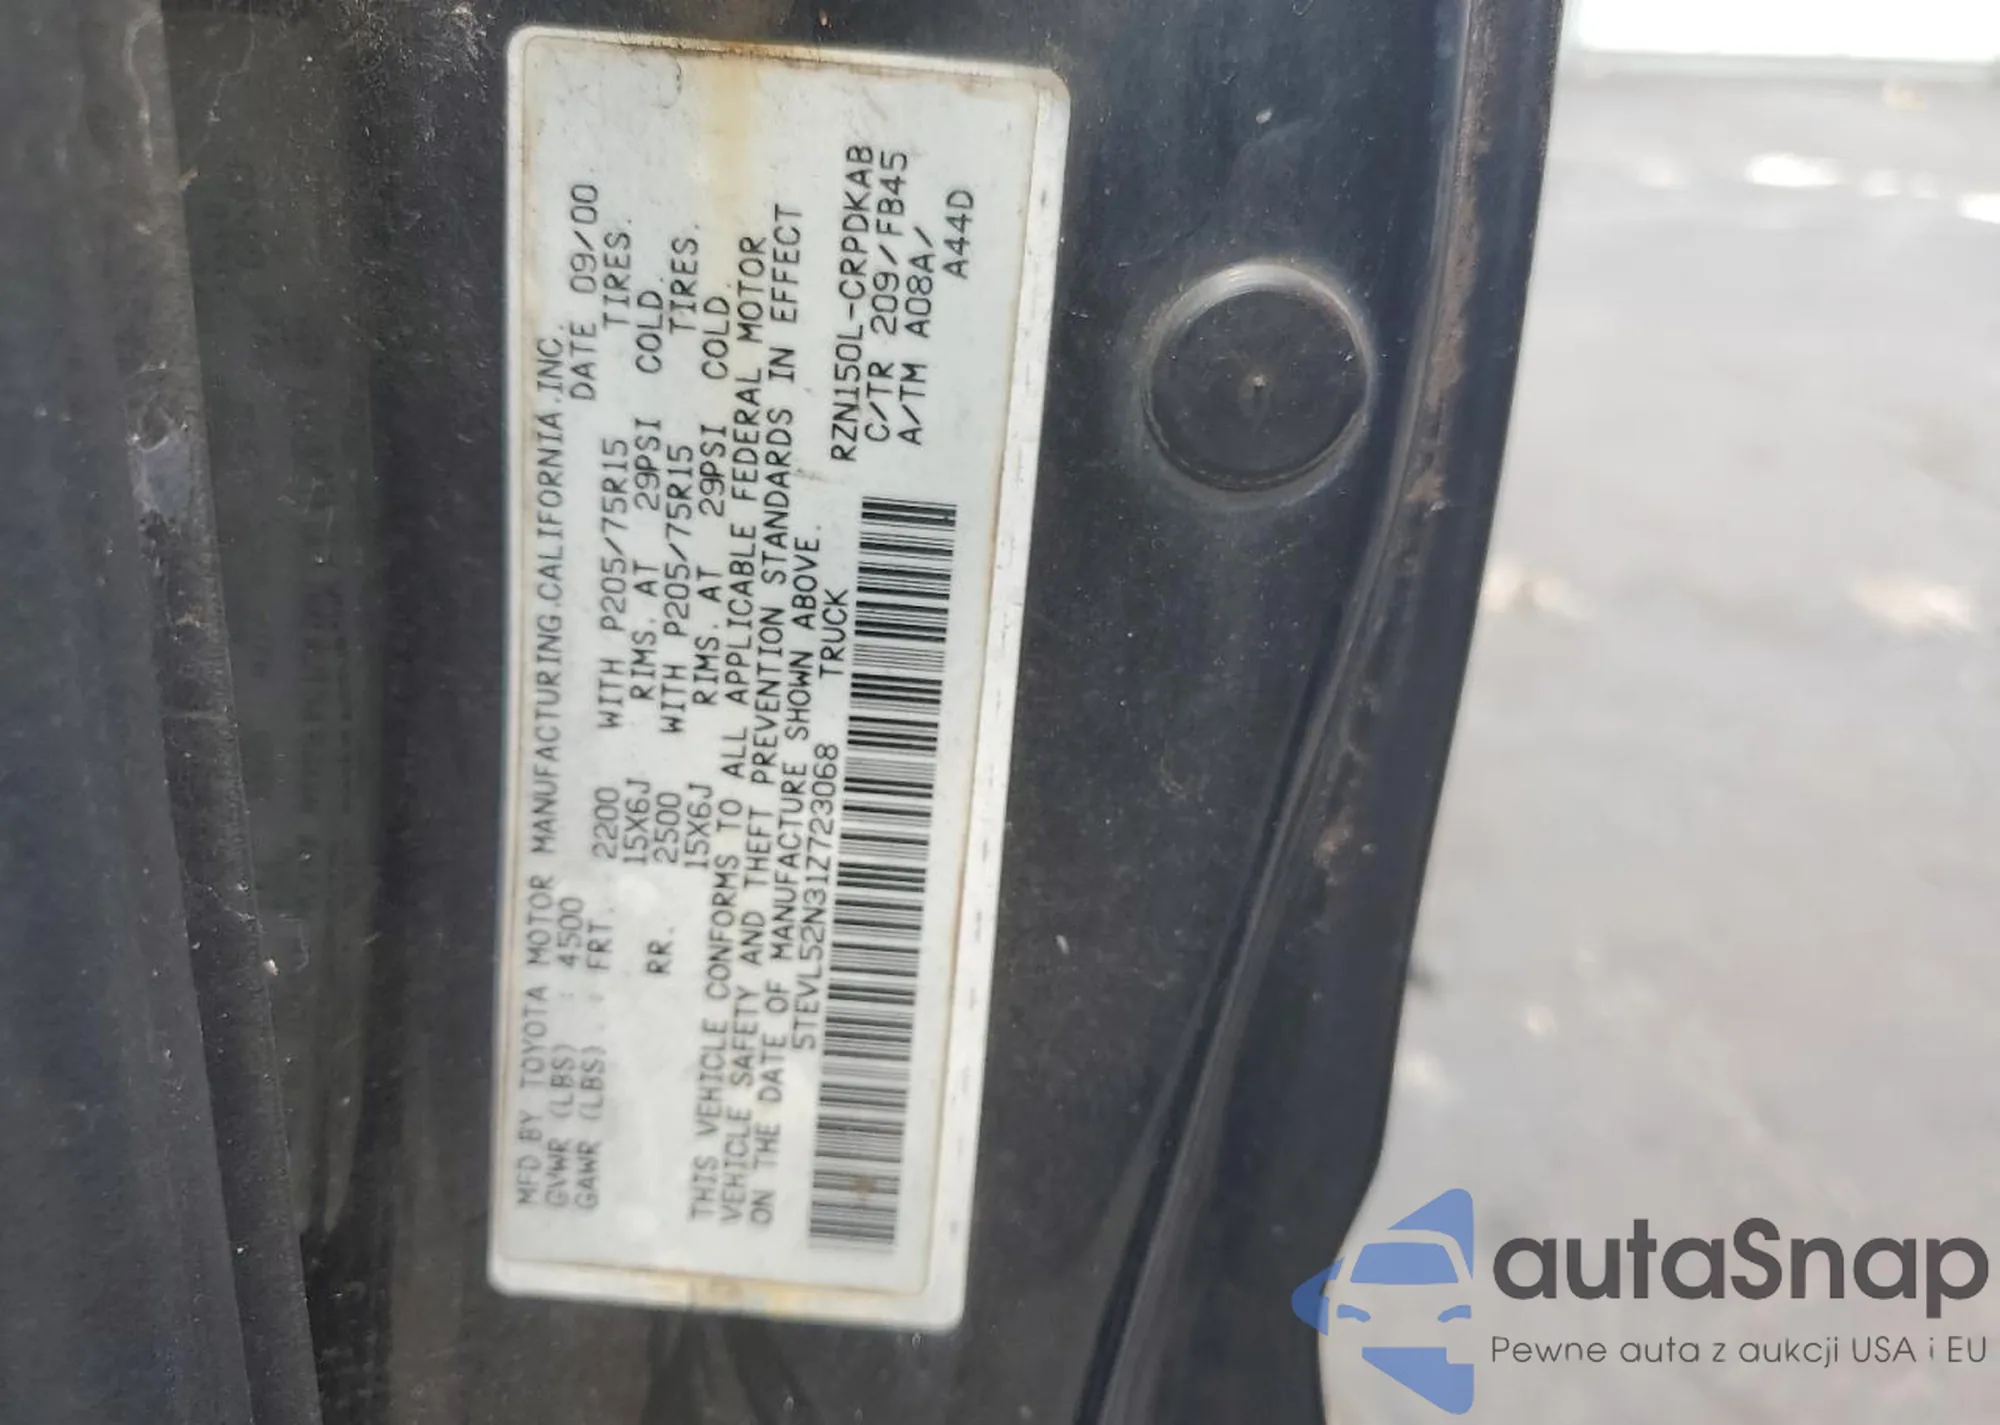 MFD BY TOYOTA MOTOR MANUFACTURING.CALIFORNIA.INC.
GVWR (LBS) : 4500 DATE 09/00
GAWR (LBS) : FRT. 2200 WITH P205/75R15 TIRES.
15X6J RIMS. AT 29PSI COLD.
RR. 2500 WITH P205/75R15 TIRES.
15X6J RIMS. AT 29PSI COLD.
THIS VEHICLE CONFORMS TO ALL APPLICABLE FEDERAL MOTOR
VEHICLE SAFETY AND THEFT PREVENTION STANDARDS IN EFFECT
ON THE DATE OF MANUFACTURE SHOWN ABOVE.
5TEVL52N31Z723068 TRUCK
RZN150L-CRPDKAB
C/TR 209/FB45
A/TM A08A/
A44D
autaSnap
Pewne auta z aukcji USA i EU